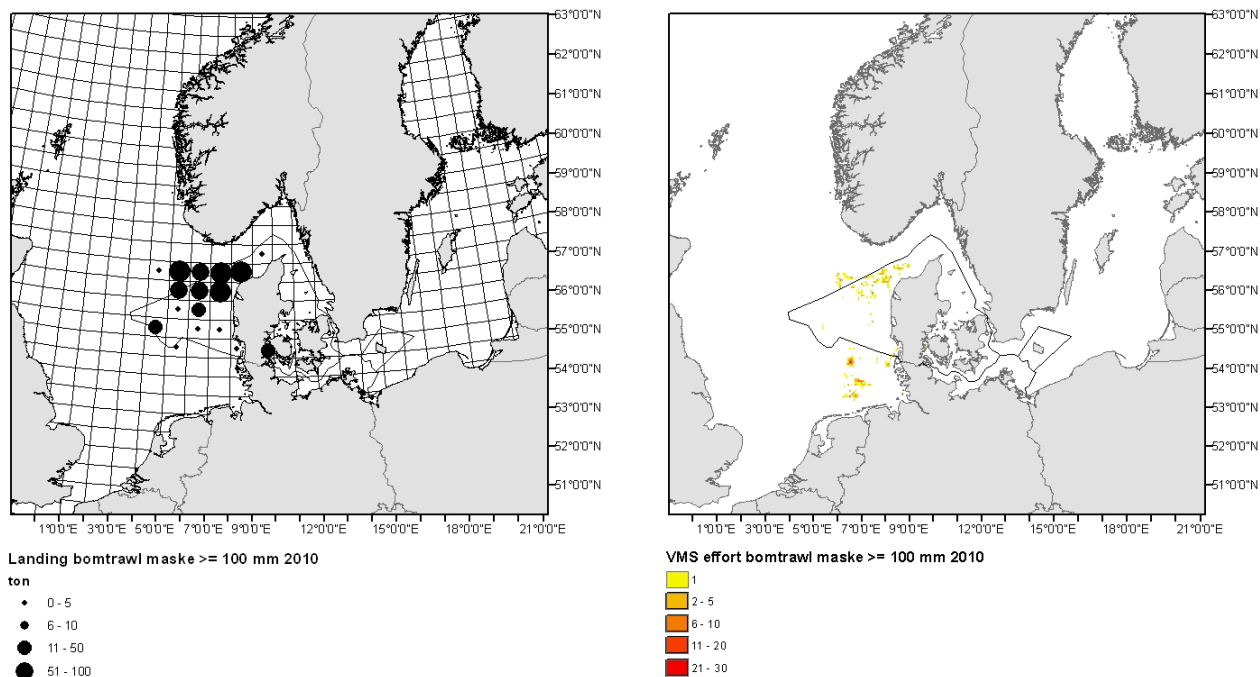 63°0'0"N
62°0'0"N
61°0'0"N
60°0'0"N
59°0'0"N
58°0'0"N
57°0'0"N
56°0'0"N
55°0'0"N
54°0'0"N
53°0'0"N
52°0'0"N
51°0'0"N
1°0'0"E 3°0'0"E 5°0'0"E 7°0'0"E 9°0'0"E 12°0'0"E 15°0'0"E 18°0'0"E 21°0'0"E
Landing bomtrawl maske >= 100 mm 2010
ton
0 - 5
6 - 10
11 - 50
51 - 100
63°0'0"N
62°0'0"N
61°0'0"N
60°0'0"N
59°0'0"N
58°0'0"N
57°0'0"N
56°0'0"N
55°0'0"N
54°0'0"N
53°0'0"N
52°0'0"N
51°0'0"N
1°0'0"E 3°0'0"E 5°0'0"E 7°0'0"E 9°0'0"E 12°0'0"E 15°0'0"E 18°0'0"E 21°0'0"E
VMS effort bomtrawl maske >= 100 mm 2010
1
2 - 5
6 - 10
11 - 20
21 - 30